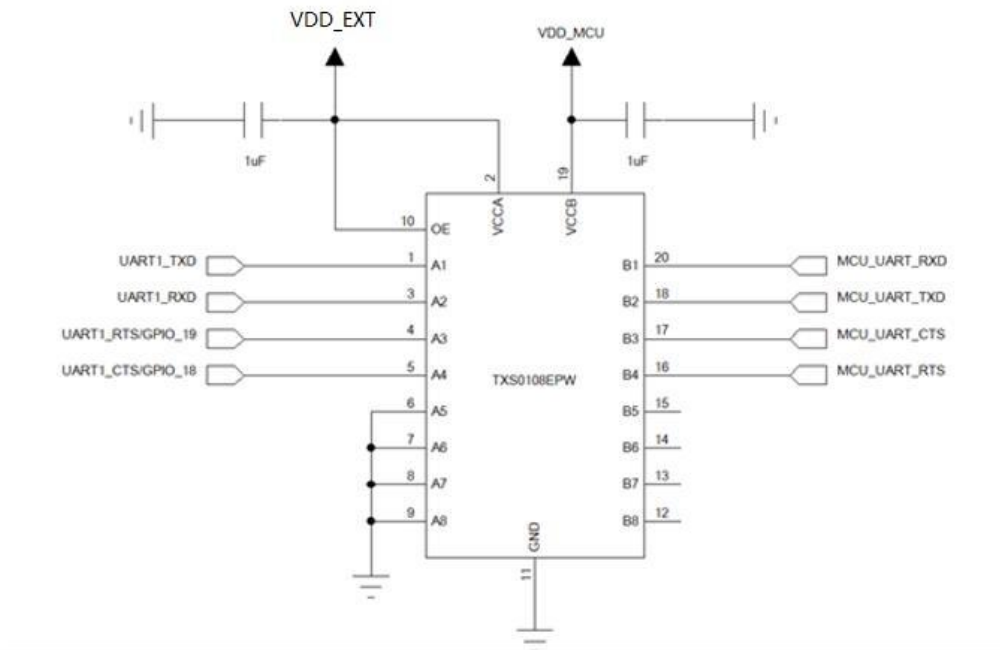 VDD_EXT
VDD_MCU
1uF
1uF
2
19
VCCA
VCCB
10
OE
UART1_TXD
1
A1
B1
20
MCU_UART_RXD
UART1_RXD
3
A2
B2
18
MCU_UART_TXD
UART1_RTS/GPIO_19
4
A3
B3
17
MCU_UART_CTS
UART1_CTS/GPIO_18
5
A4
B4
16
MCU_UART_RTS
TXS0108EPW
6
A5
B5
15
7
A6
B6
14
8
A7
B7
13
9
A8
B8
12
GND
11